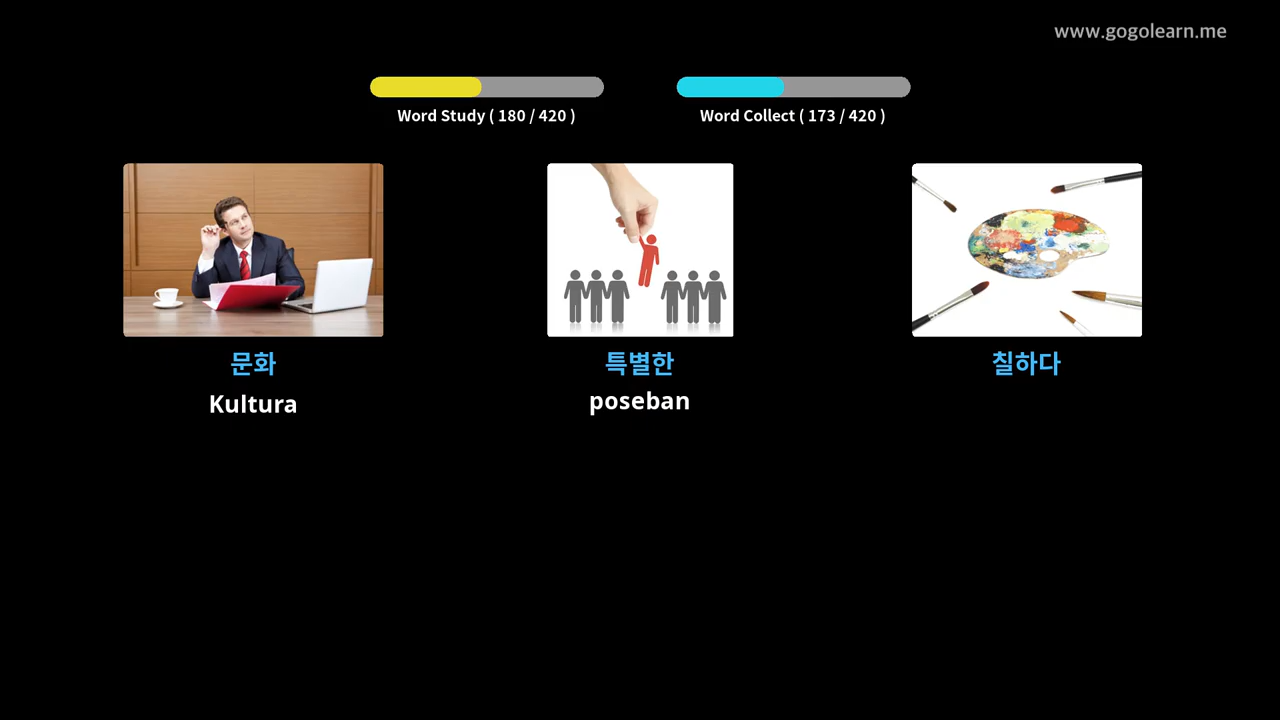 www.gogolearn.me
Word Study ( 180 / 420 )
Word Collect ( 173 / 420 )
문화
특별한
칠하다
Kultura
poseban